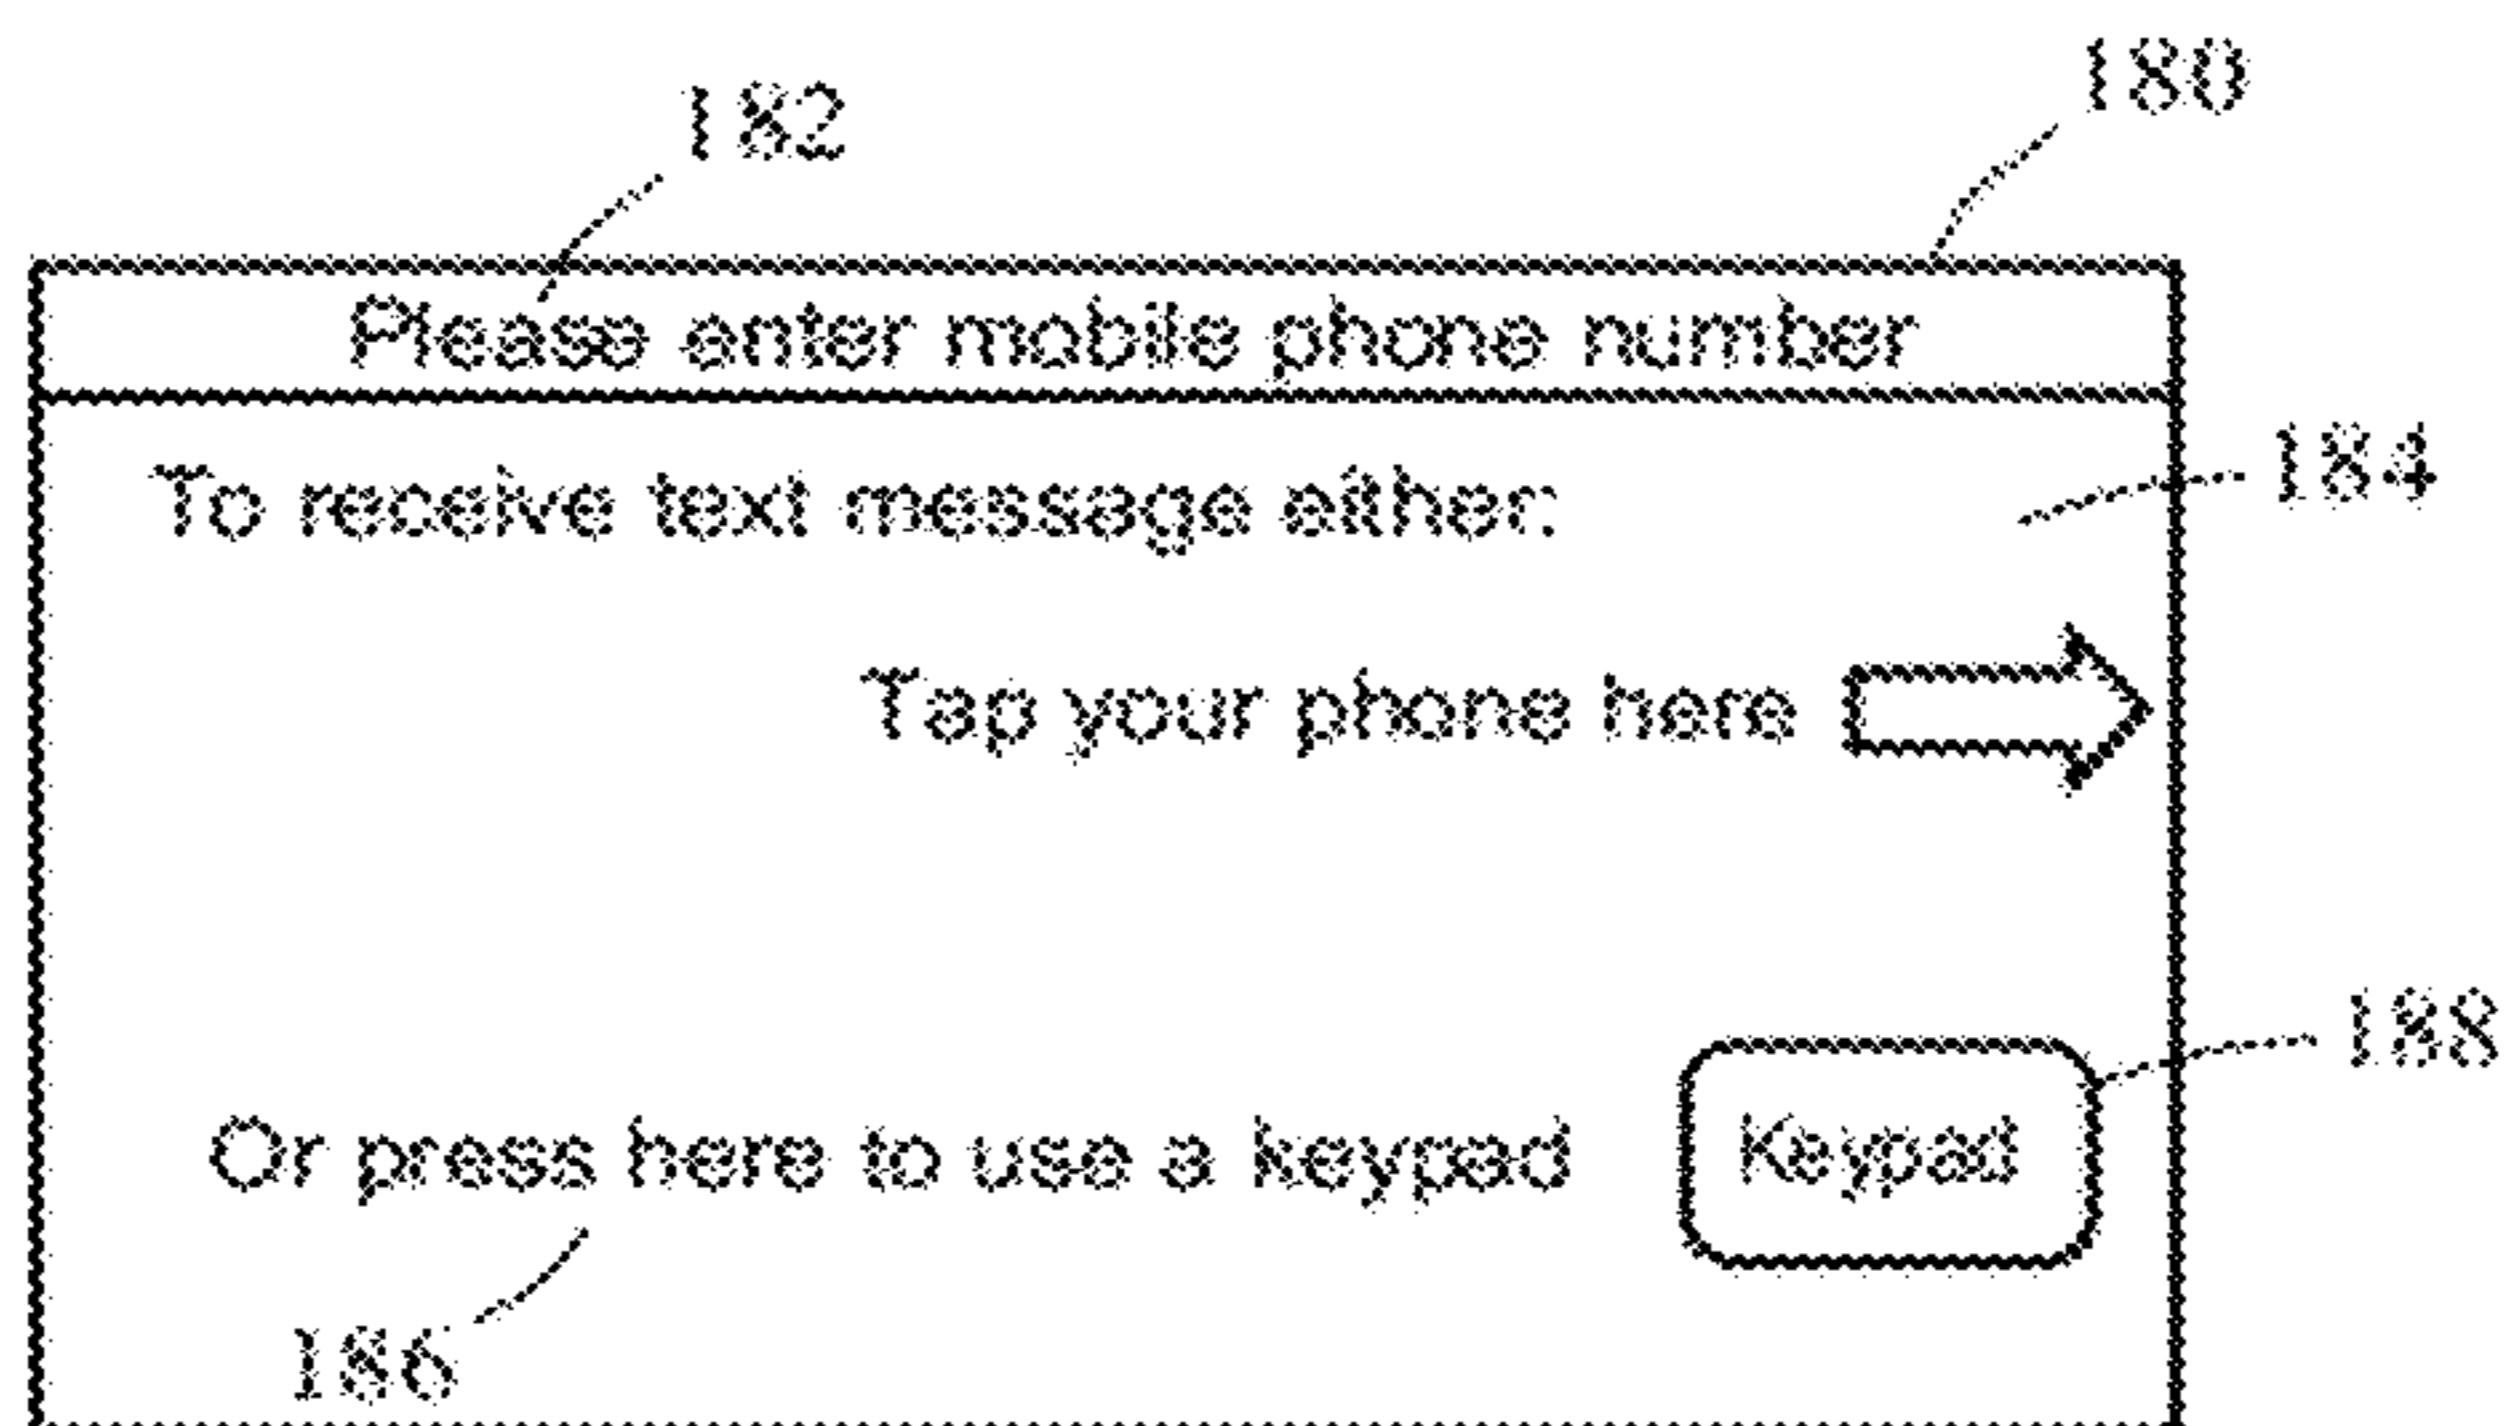 180
182
Please enter mobile phone number
184
To receive text message either:
Tap your phone here
188
Or press here to use a keypad
Keypad
186